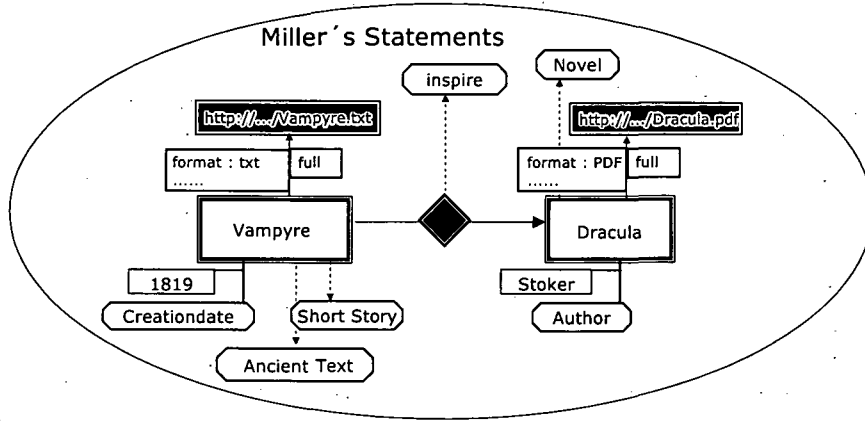 Miller´s Statements
inspire
Novel
http://.../Vampyre.txt
http://.../Dracula.pdf
format : txt
......
full
format : PDF
......
full
Vampyre
Dracula
1819
Creationdate
Short Story
Ancient Text
Stoker
Author